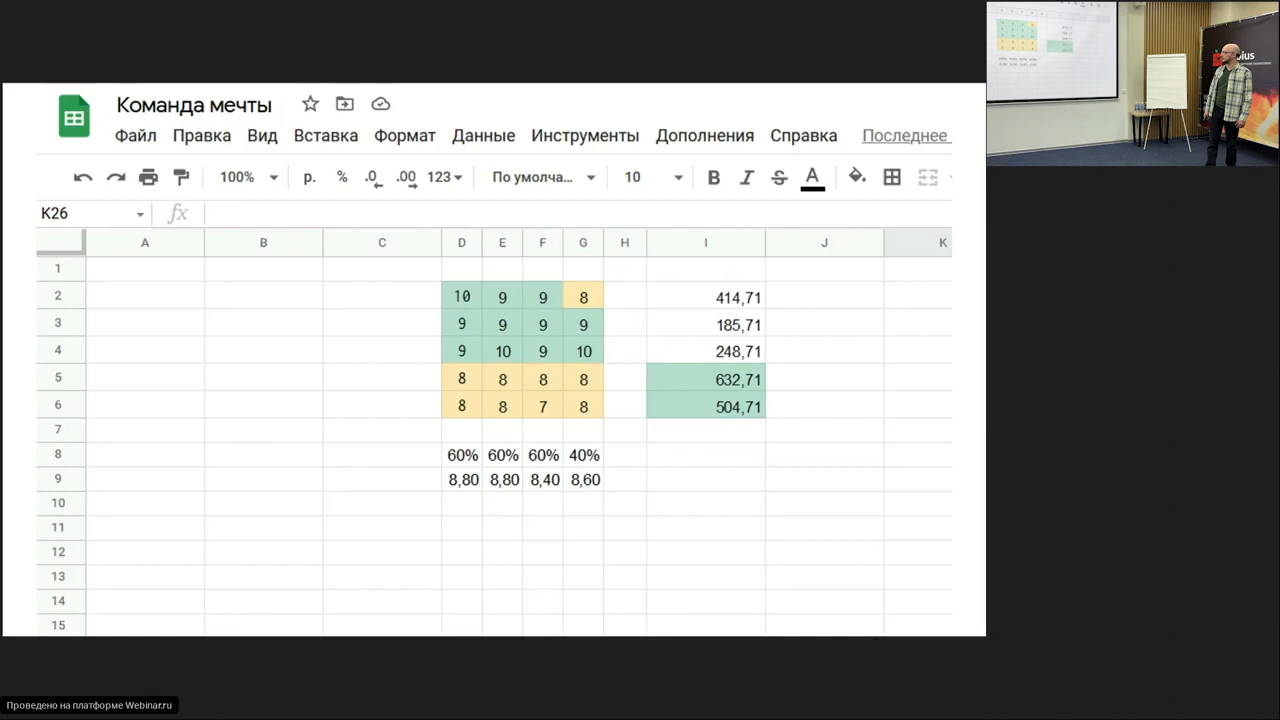 Команда мечты
Файл Правка Вид Вставка Формат Данные Инструменты Дополнения Справка Последнее
100% р. % .0 .00 123 По умолча... 10 B I S A
K26 fx
A B C D E F G H I J K
1
2 10 9 9 8 414,71
3 9 9 9 9 185,71
4 9 10 9 10 248,71
5 8 8 8 8 632,71
6 8 8 7 8 504,71
7
8 60% 60% 60% 40%
9 8,80 8,80 8,40 8,60
10
11
12
13
14
15
Проведено на платформе Webinar.ru